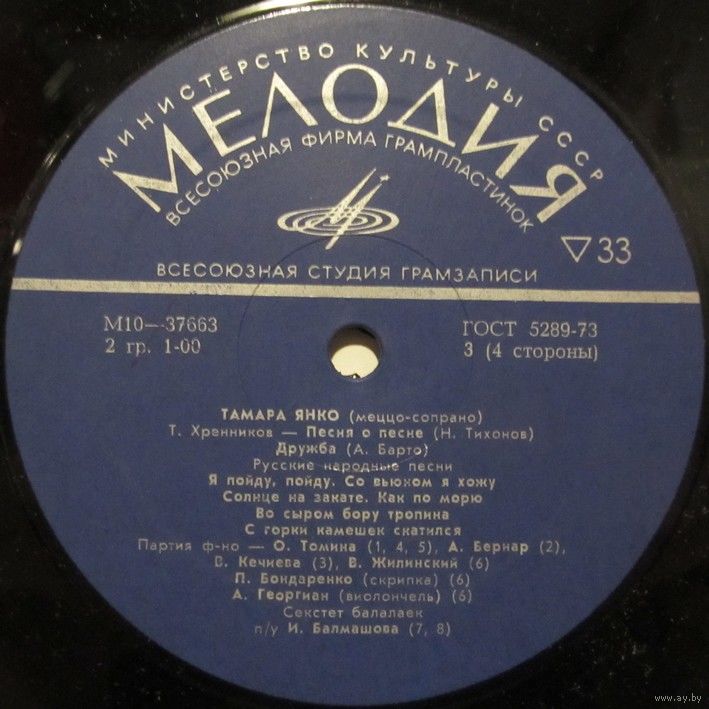 МИНИСТЕРСТВО КУЛЬТУРЫ СССР
МЕЛОДИЯ
ВСЕСОЮЗНАЯ ФИРМА ГРАМПЛАСТИНОК
33
ВСЕСОЮЗНАЯ СТУДИЯ ГРАМЗАПИСИ
М10—37663
ГОСТ 5289-73
2 гр. 1-00
3 (4 стороны)
ТАМАРА ЯНКО (меццо-сопрано)
Т. Хренников — Песня о песне (Н. Тихонов)
Дружба (А. Барто)
Русские народные песни
Я пойду, пойду. Со вьюном я хожу
Солнце на закате. Как по морю
Во сыром бору тропина
С горки камешек скатился
Партия ф-но — О. Томина (1, 4, 5), А. Бернар (2),
В. Кечиева (3), В. Жилинский (6)
П. Бондаренко (скрипка) (6)
А. Георгиан (виолончель) (6)
Секстет балалаек
п/у И. Балмашова (7, 8)
www.ay.by